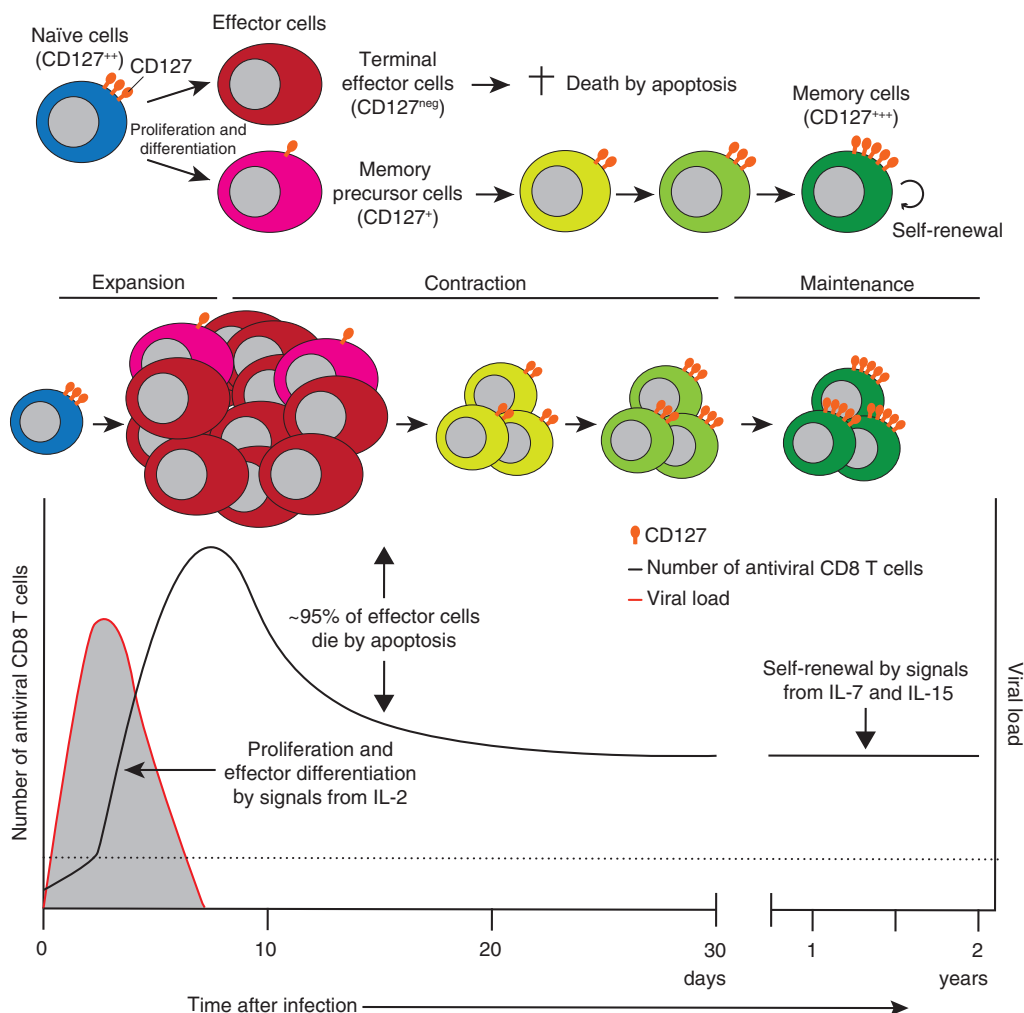 Naïve cells
(CD127++)
CD127
Effector cells
Terminal
effector cells
(CD127neg)
Death by apoptosis
Proliferation and
differentiation
Memory
precursor cells
(CD127+)
Memory cells
(CD127+++)
Self-renewal
Expansion
Contraction
Maintenance
CD127
Number of antiviral CD8 T cells
Viral load
~95% of effector cells
die by apoptosis
Self-renewal by signals
from IL-7 and IL-15
Proliferation and
effector differentiation
by signals from IL-2
Number of antiviral CD8 T cells
Viral
load
0
10
20
30
1
2
days
years
Time after infection